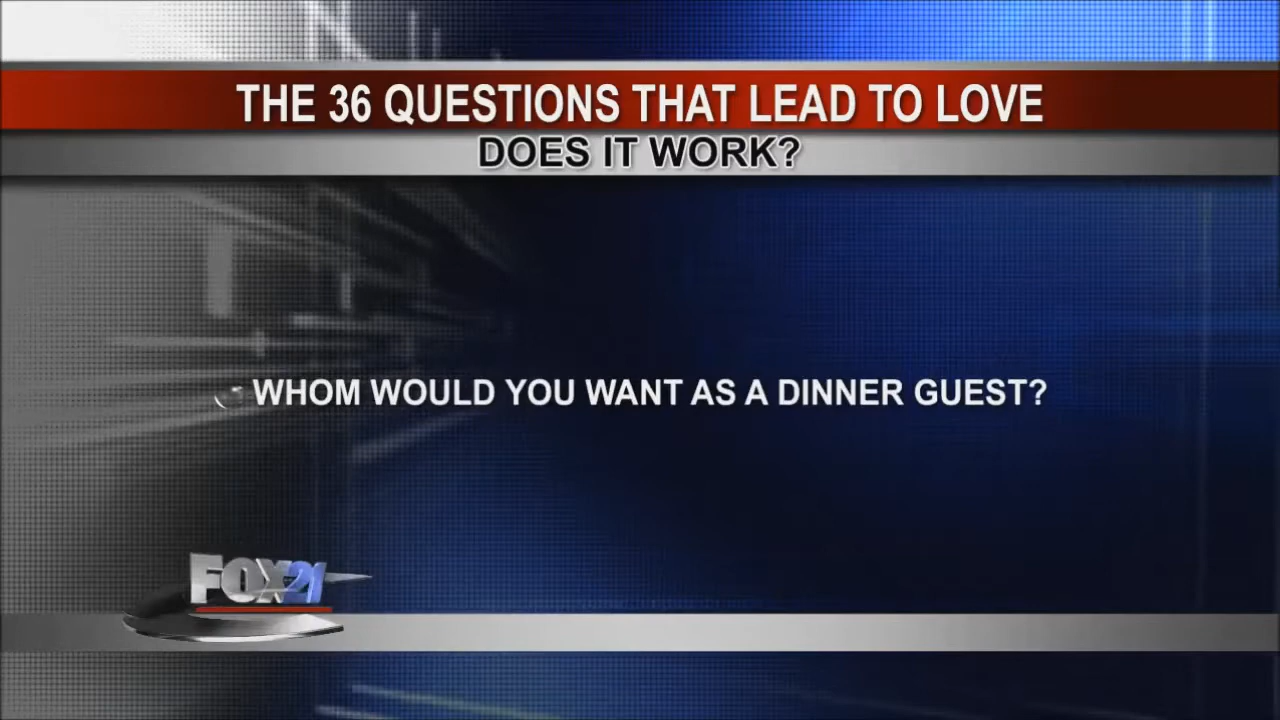 THE 36 QUESTIONS THAT LEAD TO LOVE
DOES IT WORK?
WHOM WOULD YOU WANT AS A DINNER GUEST?
FOX21